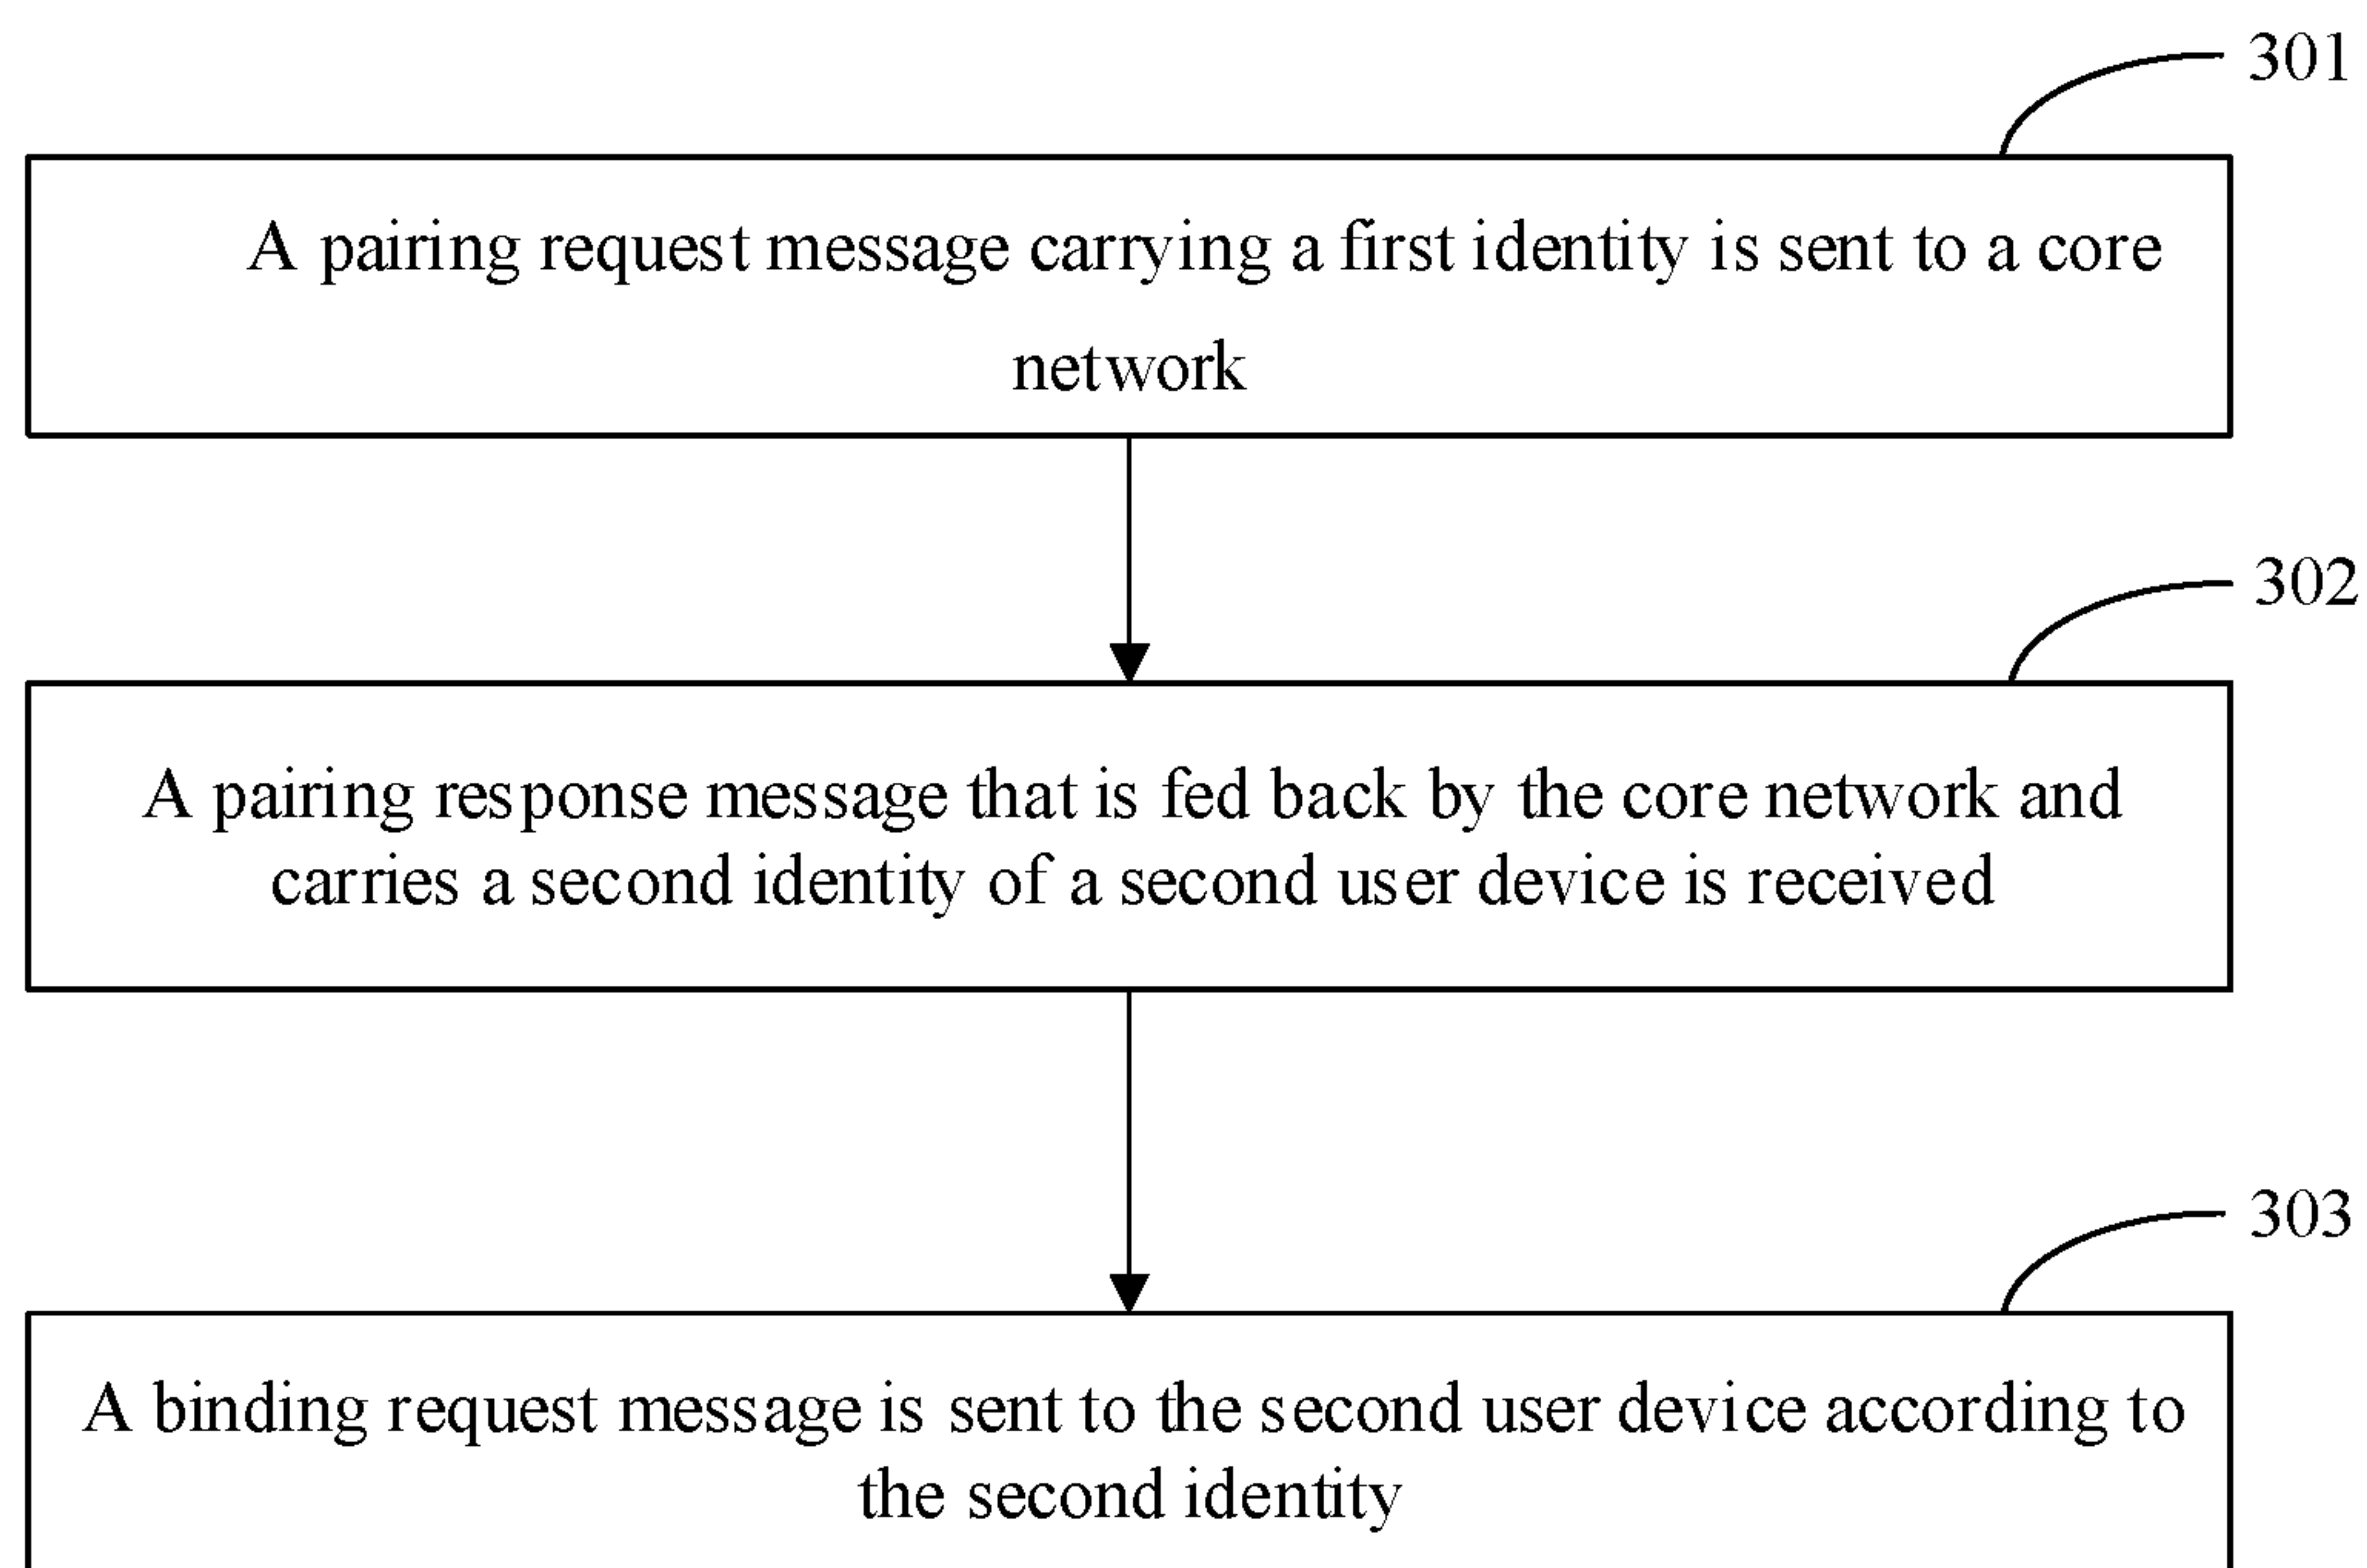 301
A pairing request message carrying a first identity is sent to a core
network
302
A pairing response message that is fed back by the core network and
carries a second identity of a second user device is received
303
A binding request message is sent to the second user device according to
the second identity